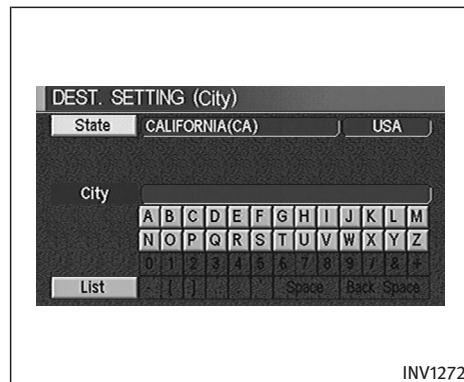 DEST. SETTING (City)
State CALIFORNIA(CA) USA
City
A B C D E F G H I J K L M
N O P Q R S T U V W X Y Z
0 1 2 3 4 5 6 7 8 9 / & +
List - ( ) . Space Back Space
INV1272